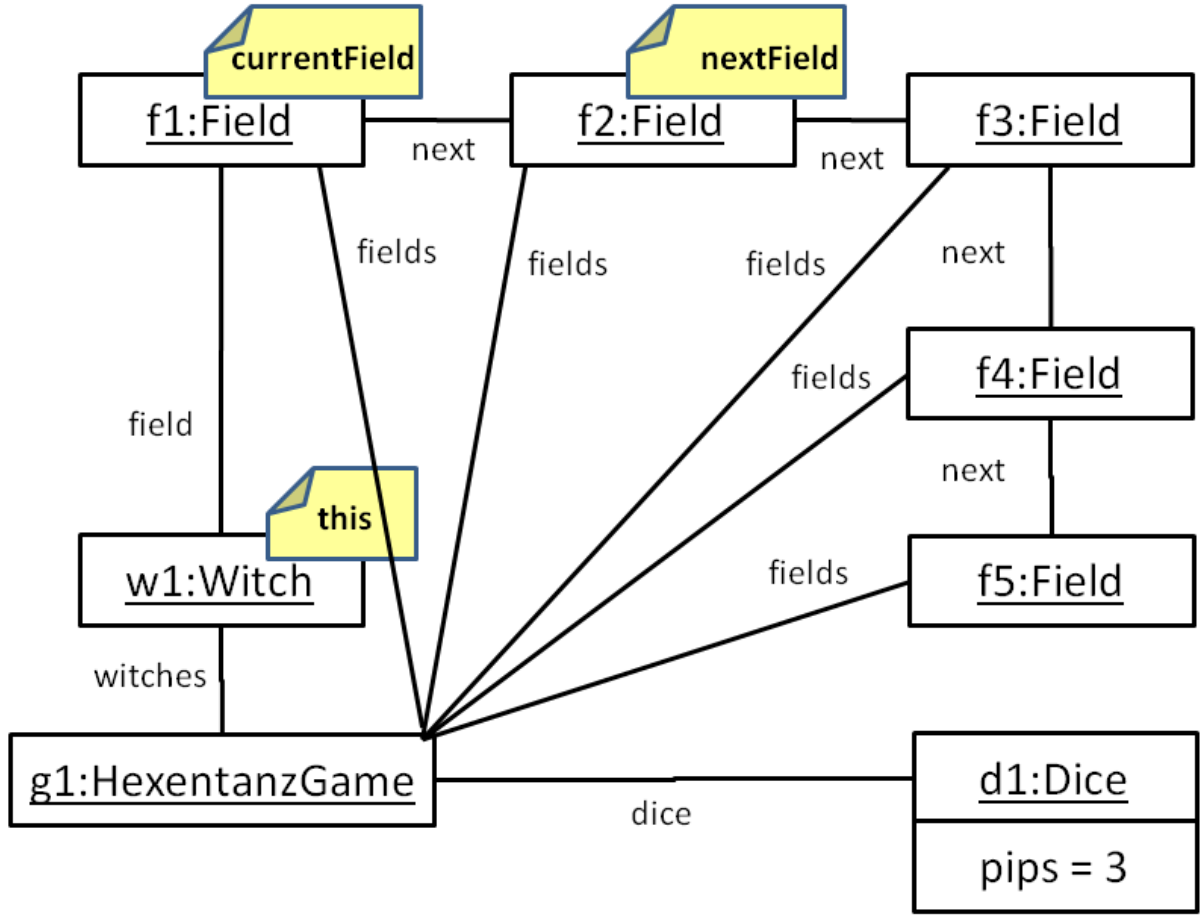 currentField
nextField
f1:Field
f2:Field
f3:Field
next
next
fields
fields
fields
next
fields
f4:Field
field
next
this
w1:Witch
fields
f5:Field
witches
g1:HexentanzGame
dice
d1:Dice
pips = 3